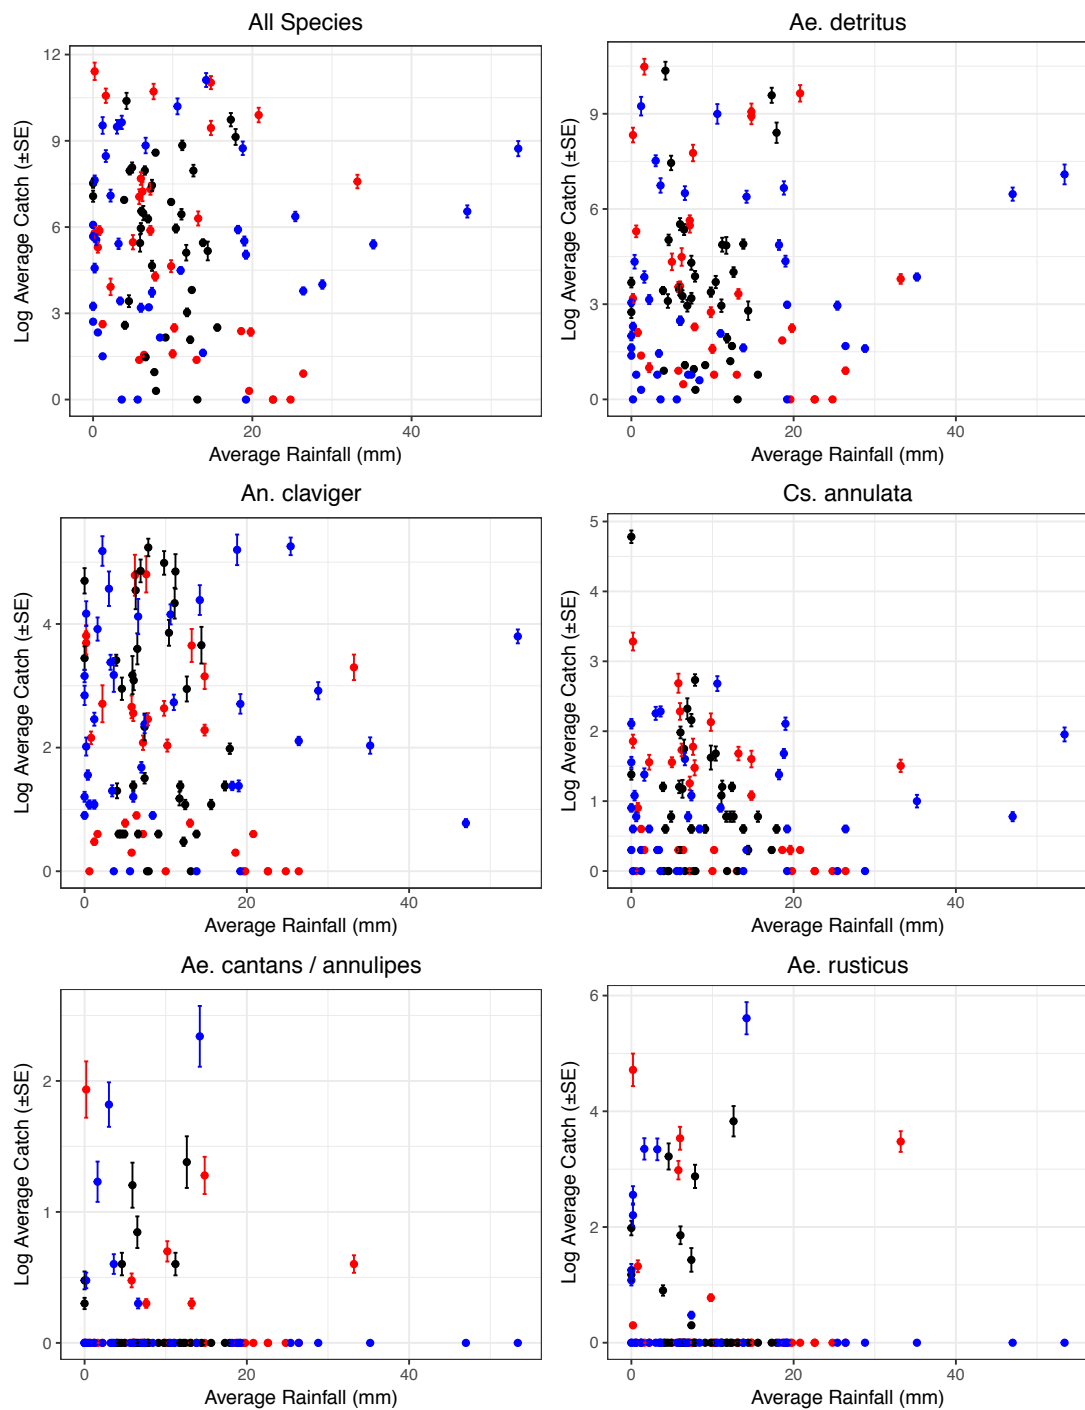 All Species
Log Average Catch (±SE)
12
9
6
3
0
0 20 40
Average Rainfall (mm)
Ae. detritus
Log Average Catch (±SE)
9
6
3
0
0 20 40
Average Rainfall (mm)
An. claviger
Log Average Catch (±SE)
4
2
0
0 20 40
Average Rainfall (mm)
Cs. annulata
Log Average Catch (±SE)
5
4
3
2
1
0
0 20 40
Average Rainfall (mm)
Ae. cantans / annulipes
Log Average Catch (±SE)
2
1
0
0 20 40
Average Rainfall (mm)
Ae. rusticus
Log Average Catch (±SE)
6
4
2
0
0 20 40
Average Rainfall (mm)